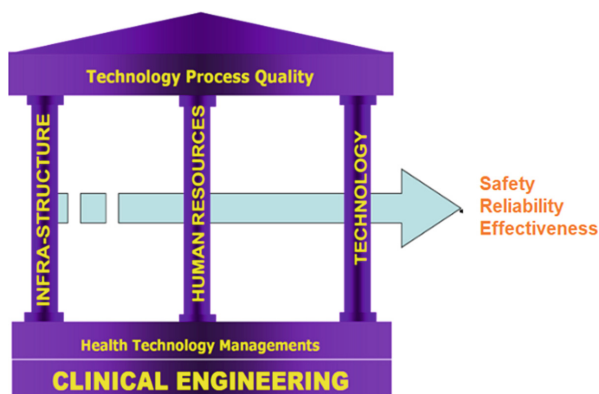 Technology Process Quality
INFRA-STRUCTURE
HUMAN RESOURCES
TECHNOLOGY
Safety
Reliability
Effectiveness
Health Technology Managements
CLINICAL ENGINEERING